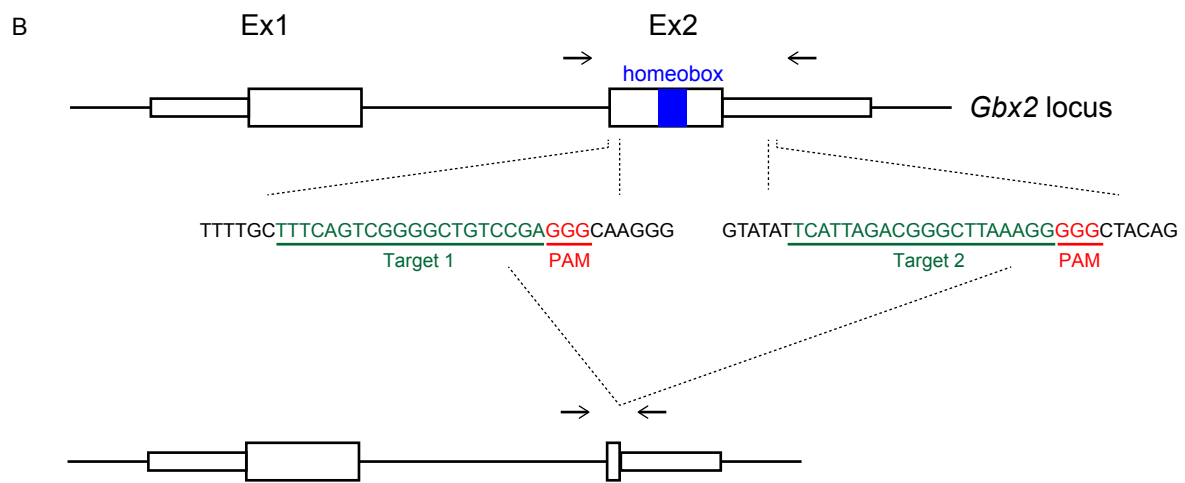 B
Ex1 Ex2
homeobox
Gbx2 locus
TTTTGCTTTCAGTCGGGGCTGTCCGAGGGCAAGGG GTATATTCATTAGACGGGCTTAAAGGGGGCTACAG
Target 1 PAM Target 2 PAM